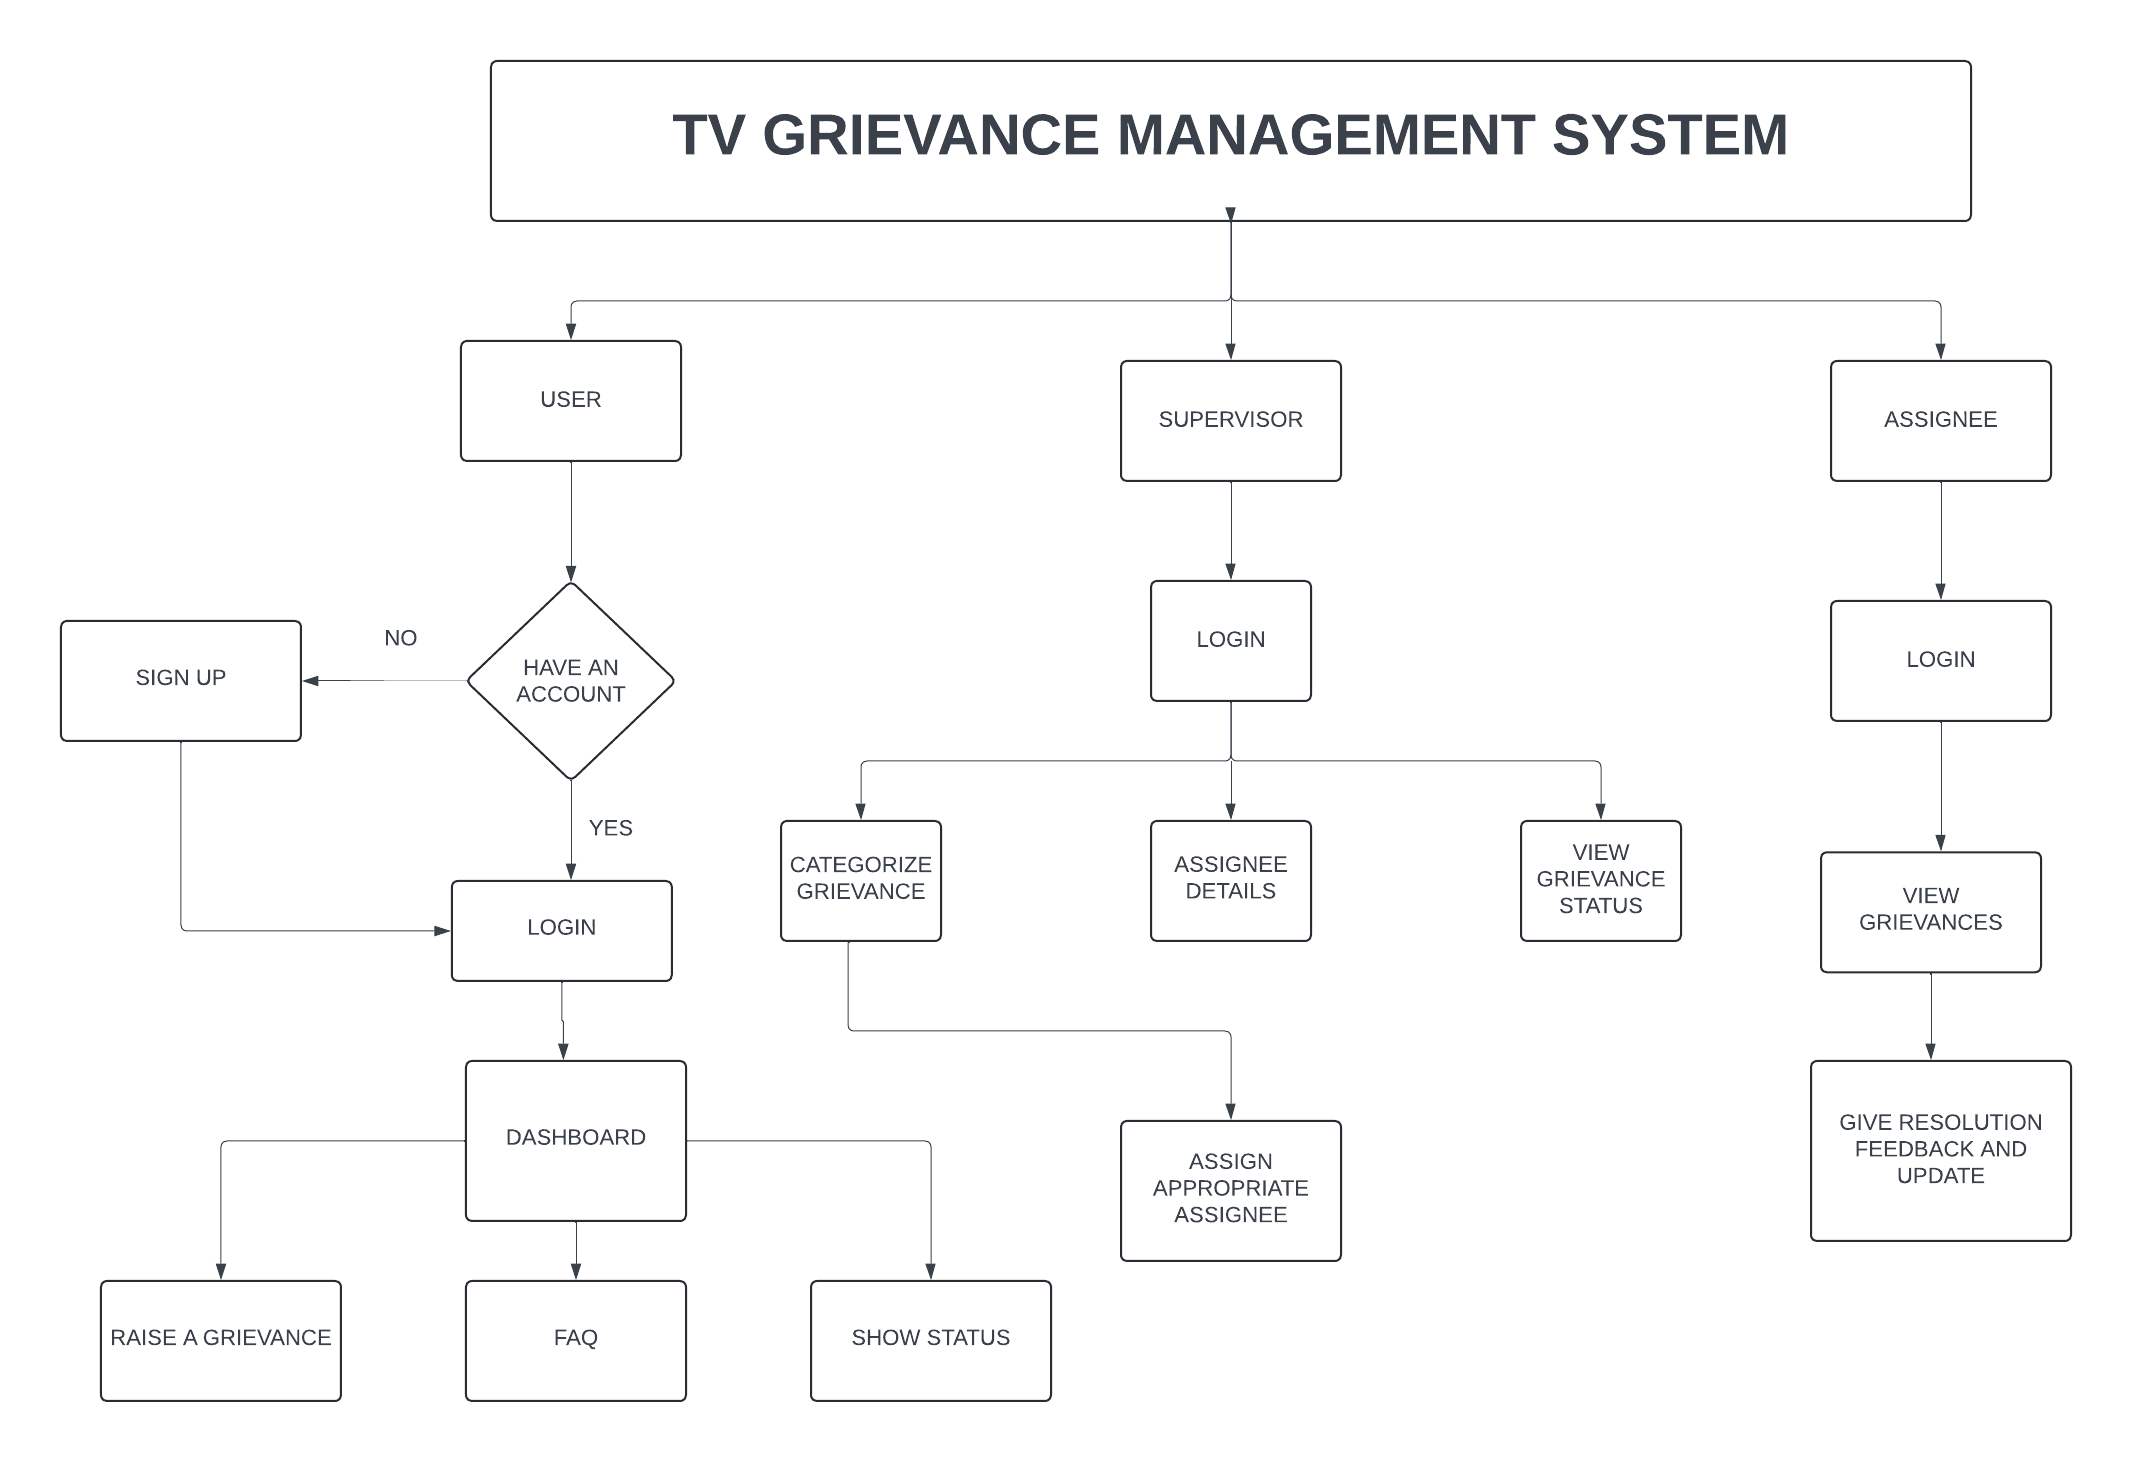 TV GRIEVANCE MANAGEMENT SYSTEM
USER
SUPERVISOR
ASSIGNEE
HAVE AN
ACCOUNT
NO
SIGN UP
YES
LOGIN
LOGIN
LOGIN
CATEGORIZE
GRIEVANCE
ASSIGNEE
DETAILS
VIEW
GRIEVANCE
STATUS
VIEW
GRIEVANCES
DASHBOARD
ASSIGN
APPROPRIATE
ASSIGNEE
GIVE RESOLUTION
FEEDBACK AND
UPDATE
RAISE A GRIEVANCE
FAQ
SHOW STATUS